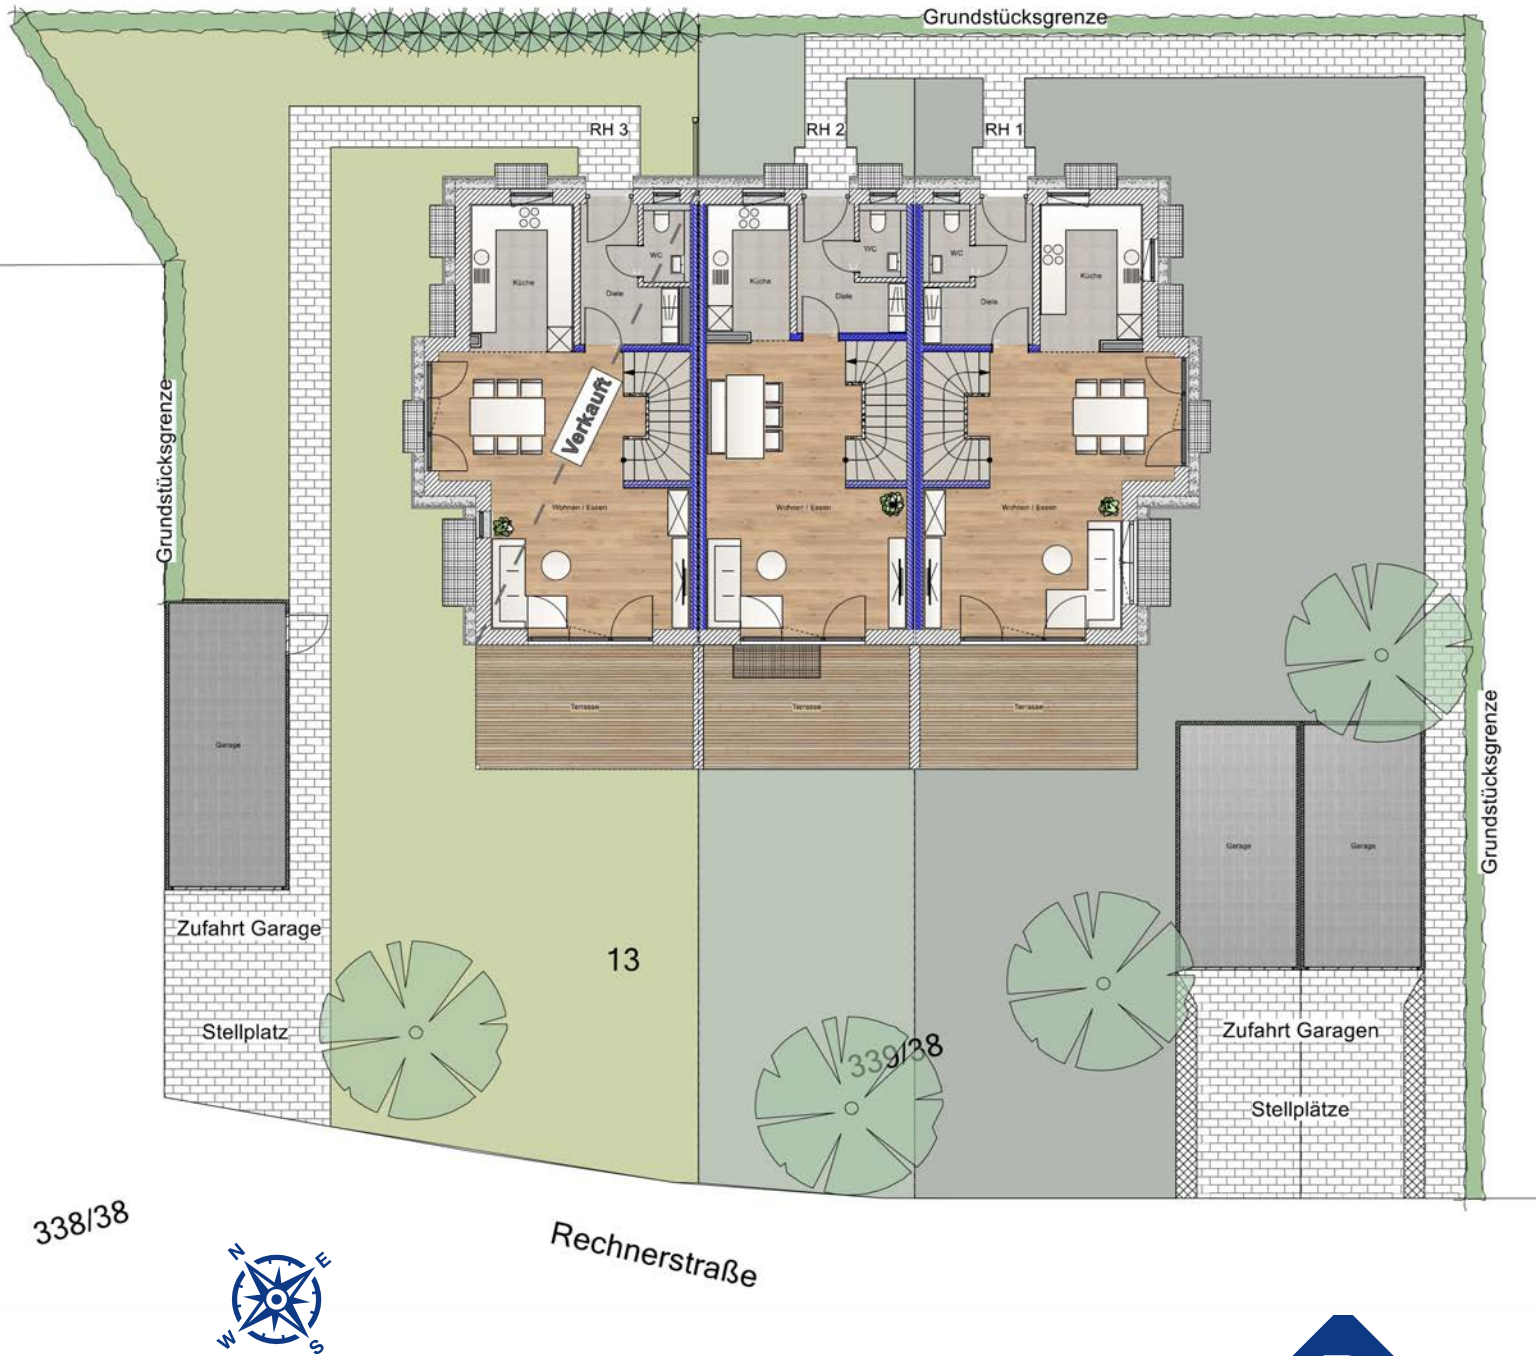 Grundstücksgrenze
RH 3
RH 2
RH 1
WC
WC
WC
Küche
Küche
Küche
Diele
Diele
Diele
Verkauft
Grundstücksgrenze
Wohnen / Essen
Wohnen / Essen
Wohnen / Essen
Terrasse
Terrasse
Terrasse
Garage
Grundstücksgrenze
Garage
Garage
Zufahrt Garage
13
Stellplatz
339/38
Zufahrt Garagen
Stellplätze
338/38
Rechnerstraße
N
E
W
S